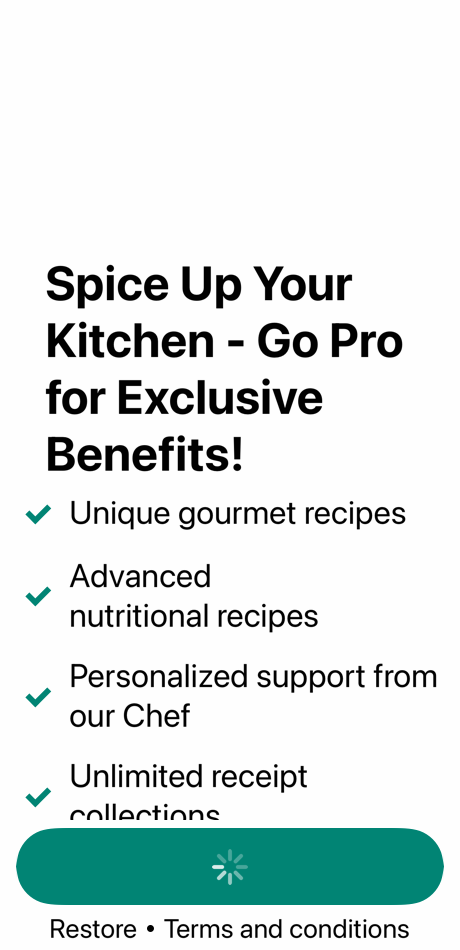 Spice Up Your
Kitchen - Go Pro
for Exclusive
Benefits!
Unique gourmet recipes
Advanced
nutritional recipes
Personalized support from
our Chef
Unlimited receipt
collections
Restore • Terms and conditions